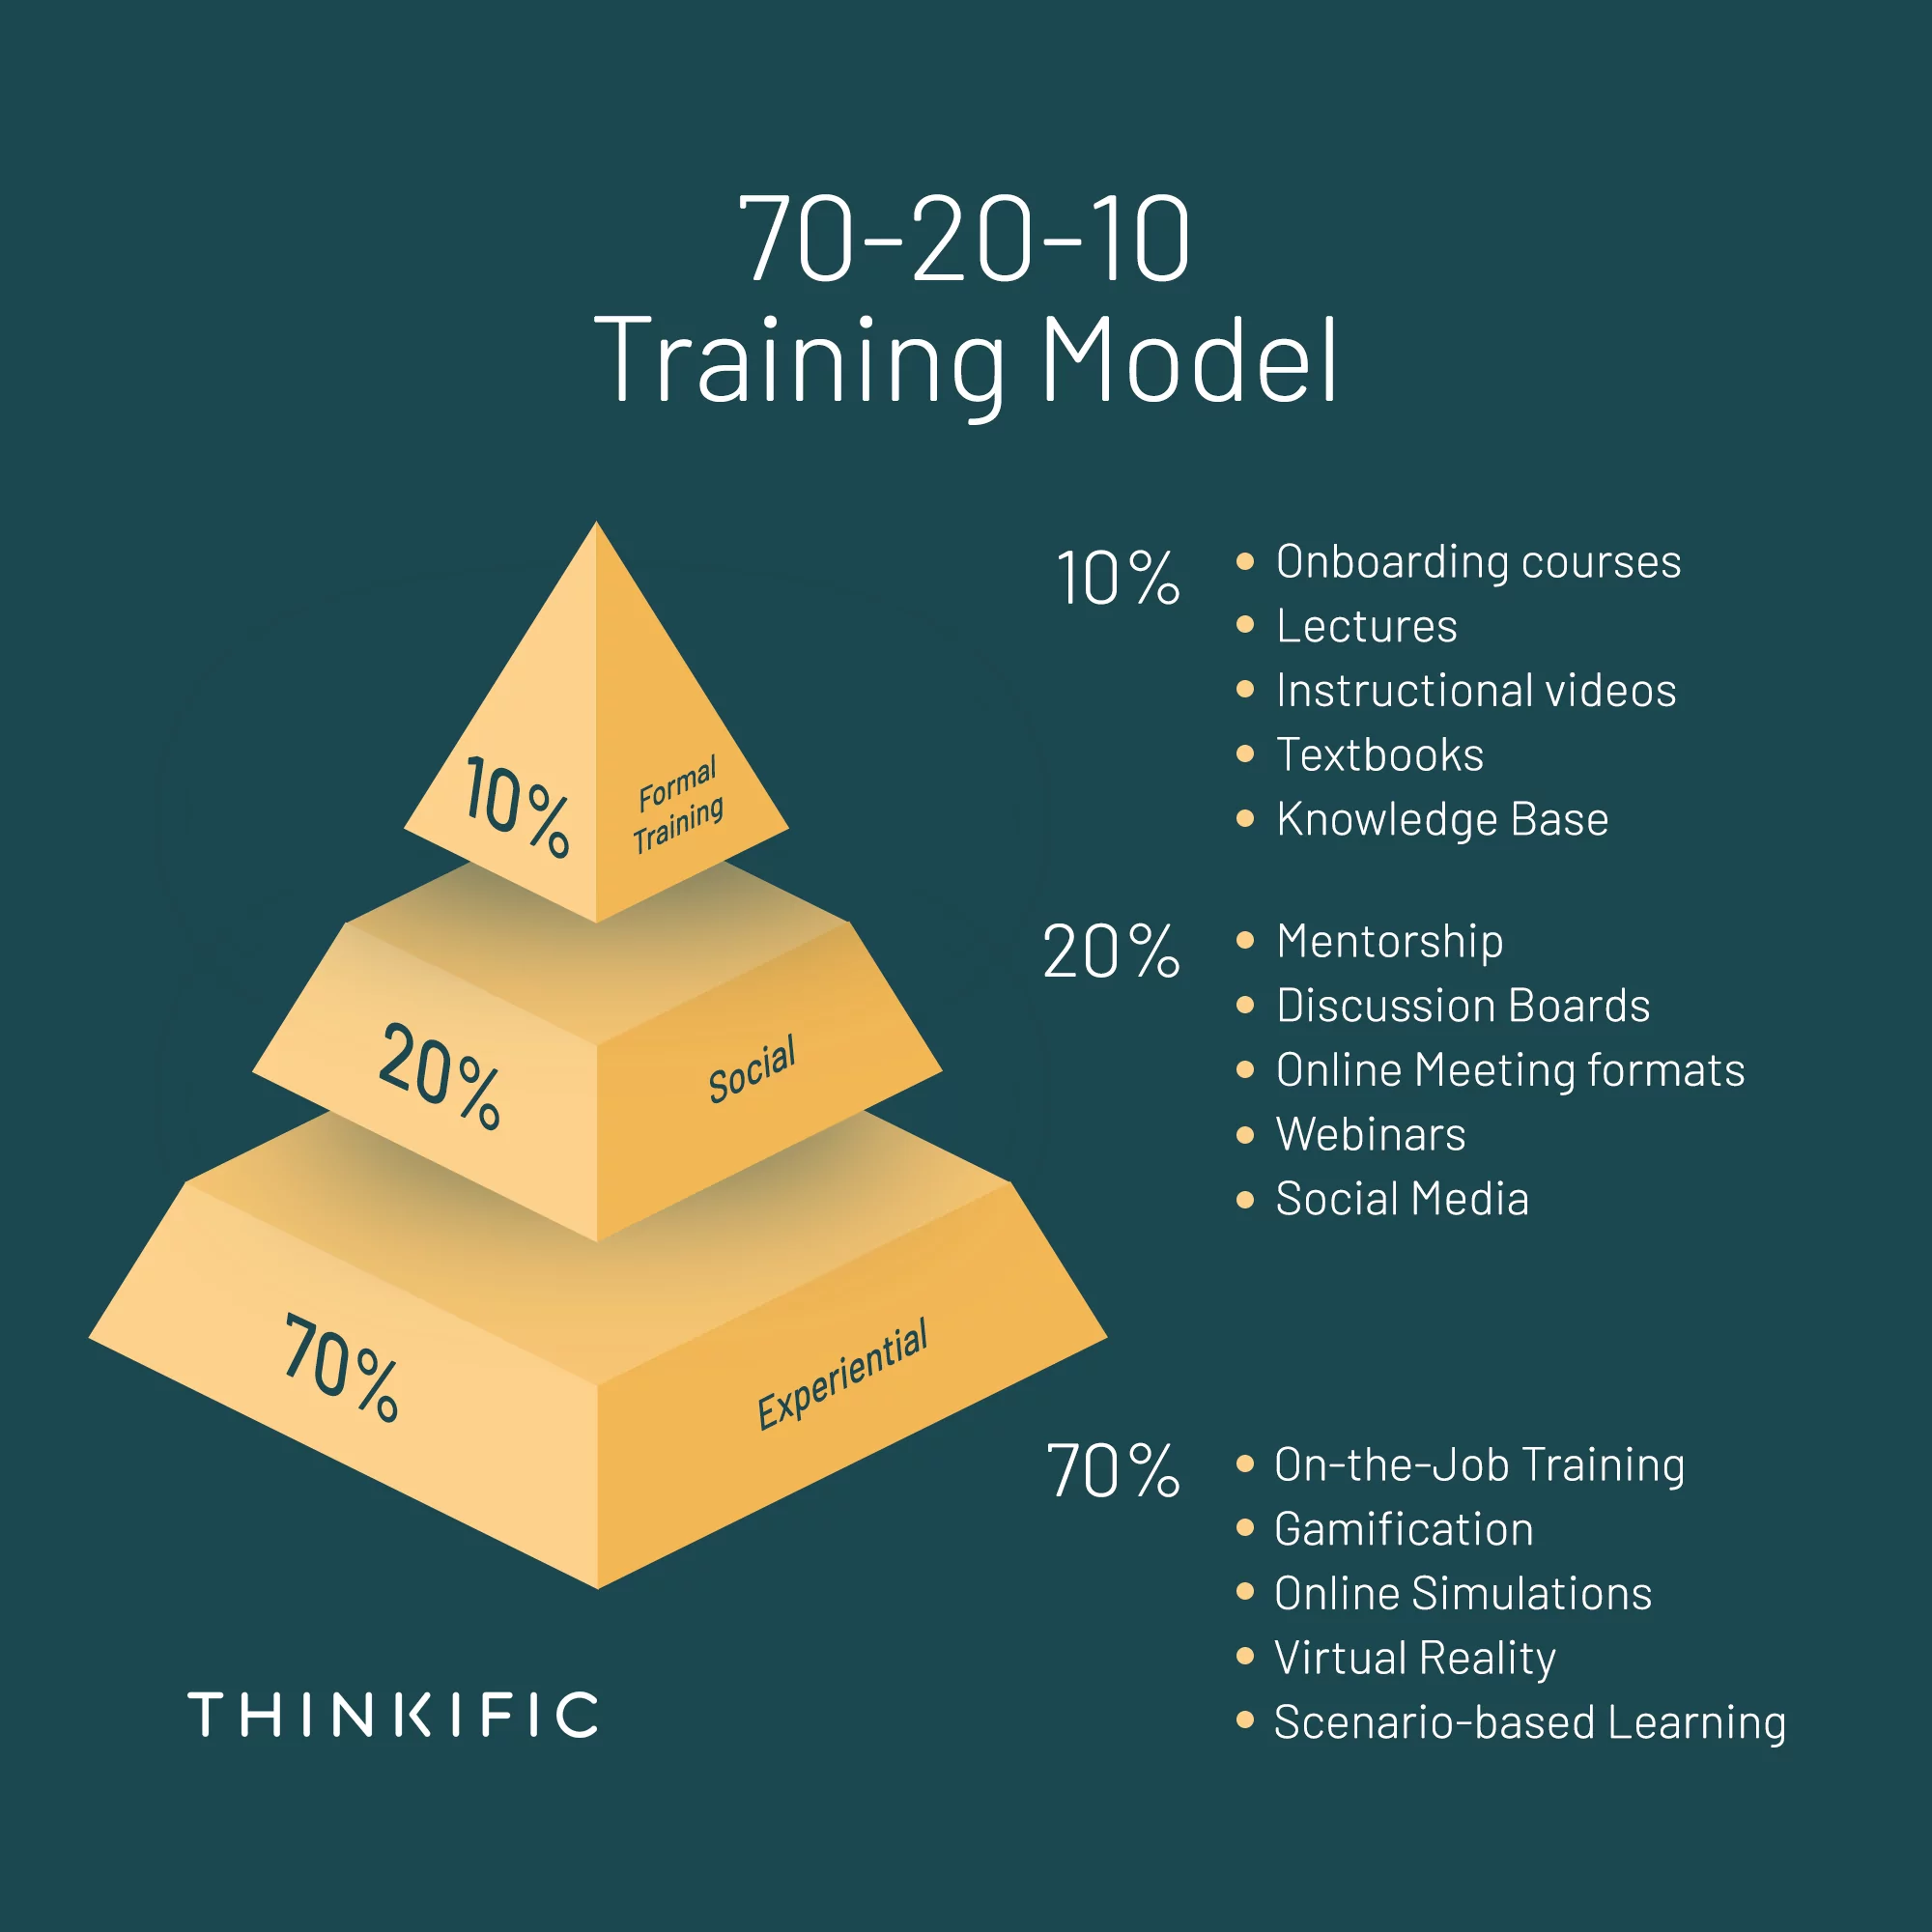 70-20-10
Training Model
10%
Formal
Training
20%
Social
70%
Experiential
10%
Onboarding courses
Lectures
Instructional videos
Textbooks
Knowledge Base
20%
Mentorship
Discussion Boards
Online Meeting formats
Webinars
Social Media
70%
On-the-Job Training
Gamification
Online Simulations
Virtual Reality
Scenario-based Learning
THINKIFIC